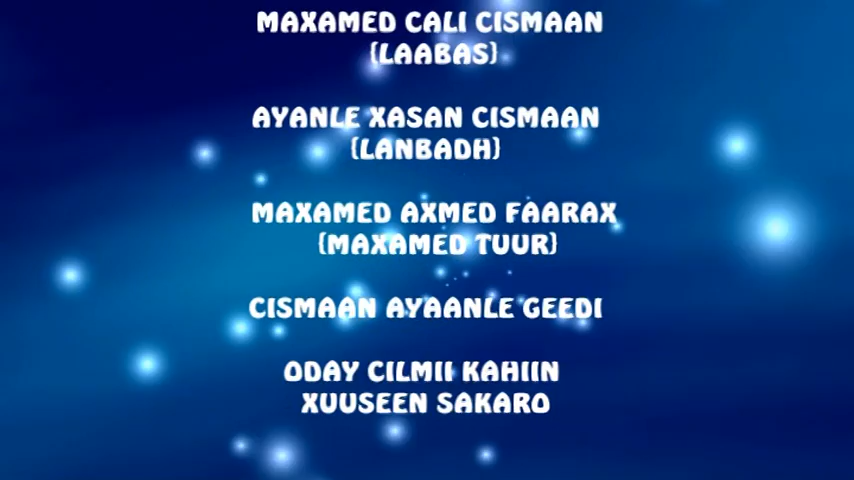 MAXAMED CALI CISMAAN
(LAABAS)
AYANLE XASAN CISMAAN
(LANBADH)
MAXAMED AXMED FAARAX
(MAXAMED TUUR)
CISMAAN AYAANLE GEEDI
ODAY CILMII KAHIIN
XUUSEEN SAKARO